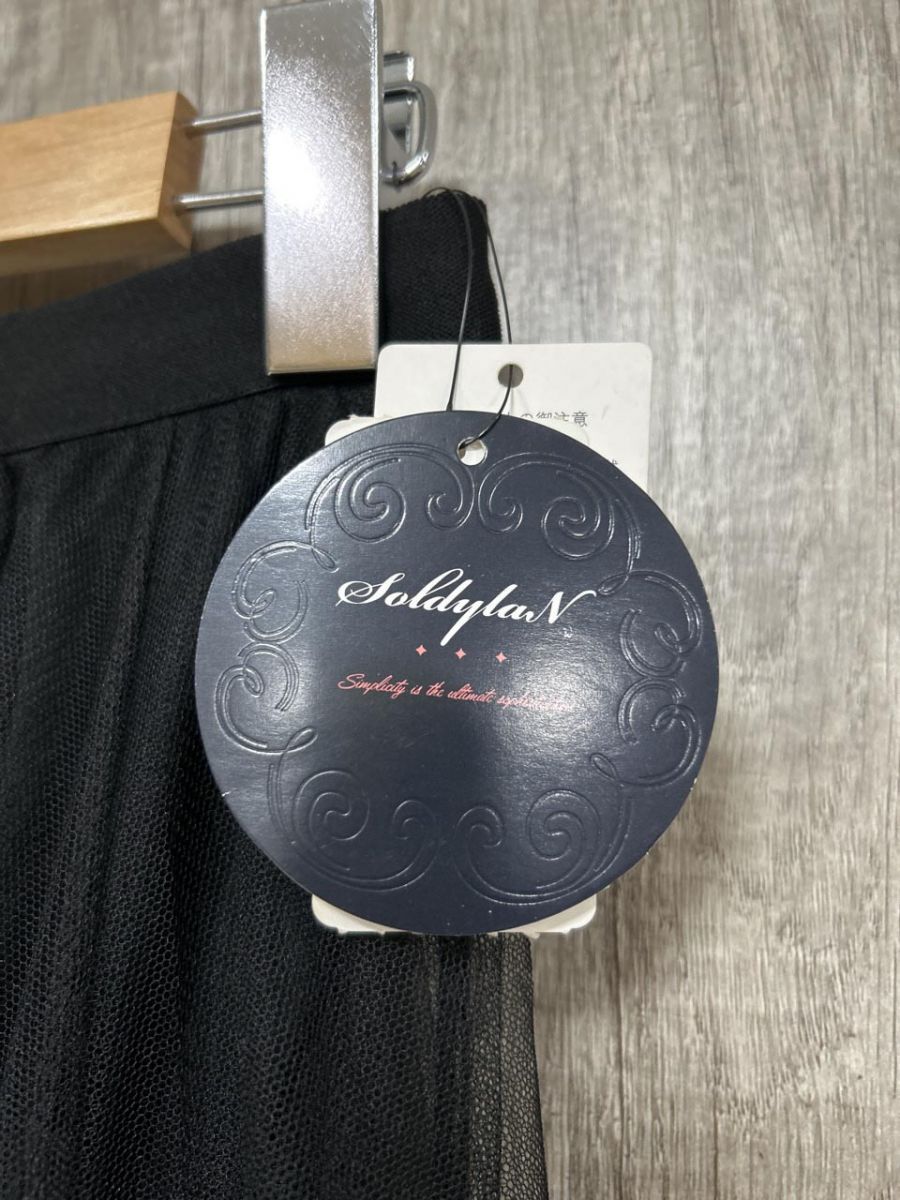 の御注意
SoldylaN
Simplicity is the ultimate